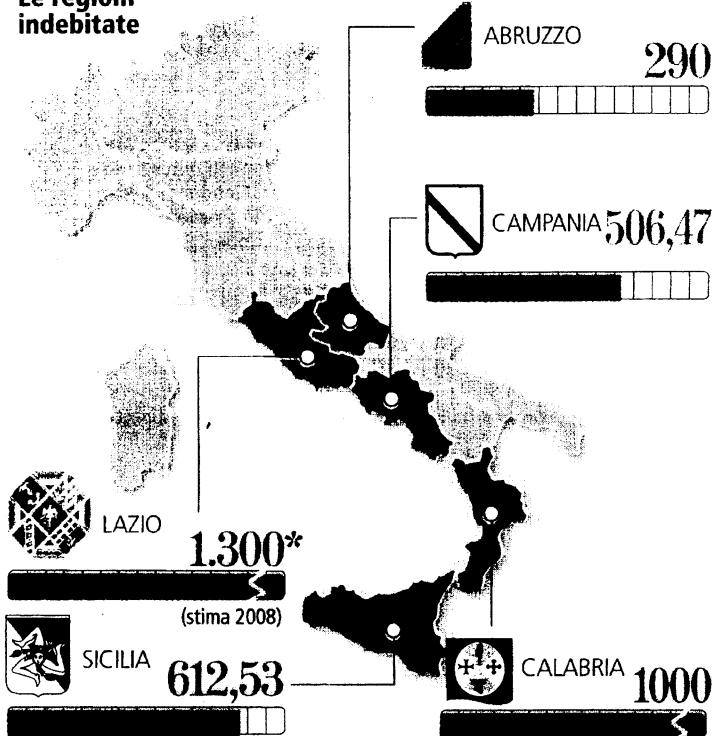 Le regioni
indebitate
ABRUZZO
290
CAMPANIA 506,47
LAZIO
1.300*
(stima 2008)
SICILIA
612,53
CALABRIA
1000